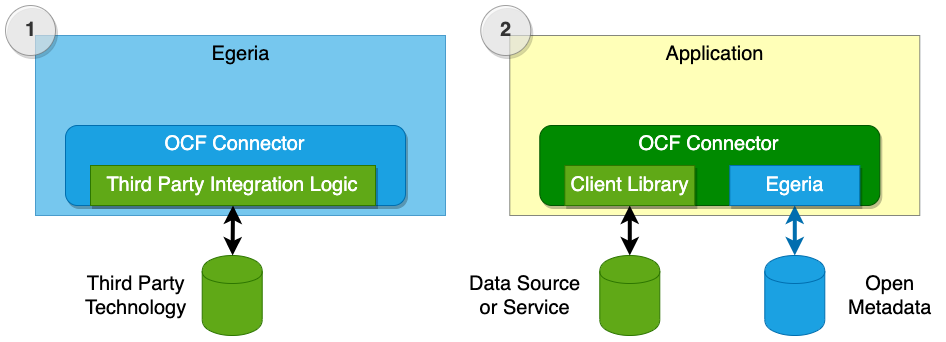 1
Egeria
OCF Connector
Third Party Integration Logic
Third Party
Technology
2
Application
OCF Connector
Client Library
Egeria
Data Source
or Service
Open
Metadata